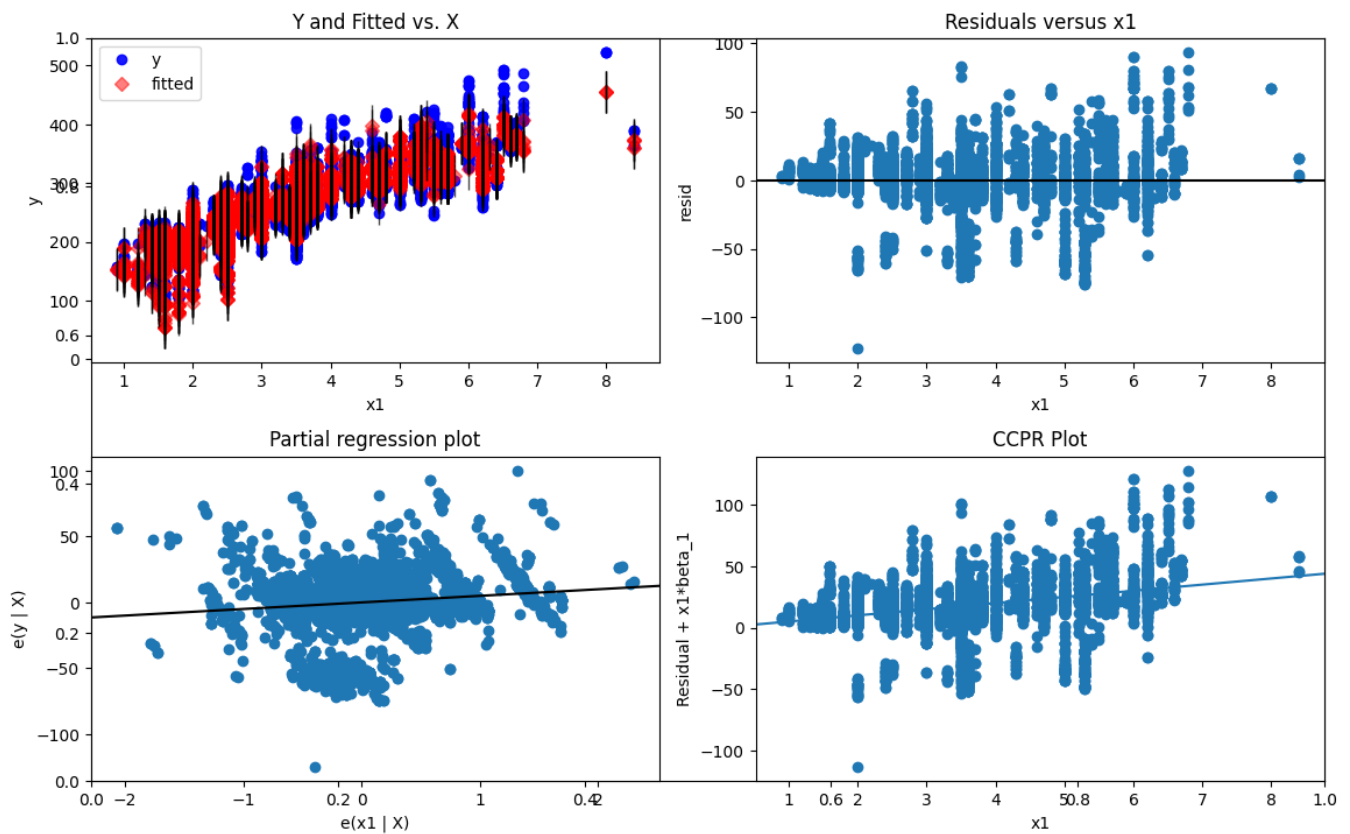 Y and Fitted vs. X
Residuals versus x1
1.0
500
400
300
0.8
200
100
0.6
0
y
y
fitted
1 2 3 4 5 6 7 8
x1
100
50
0
−50
−100
resid
1 2 3 4 5 6 7 8
x1
Partial regression plot
CCPR Plot
100
0.4
50
0
0.2
−50
−100
0.0
e(y | X)
0.0 −2 −1 0.2 0 1 0.4 2
e(x1 | X)
100
50
0
−50
−100
Residual + x1*beta_1
1 0.6 2 3 4 5 0.8 6 7 8 1.0
x1